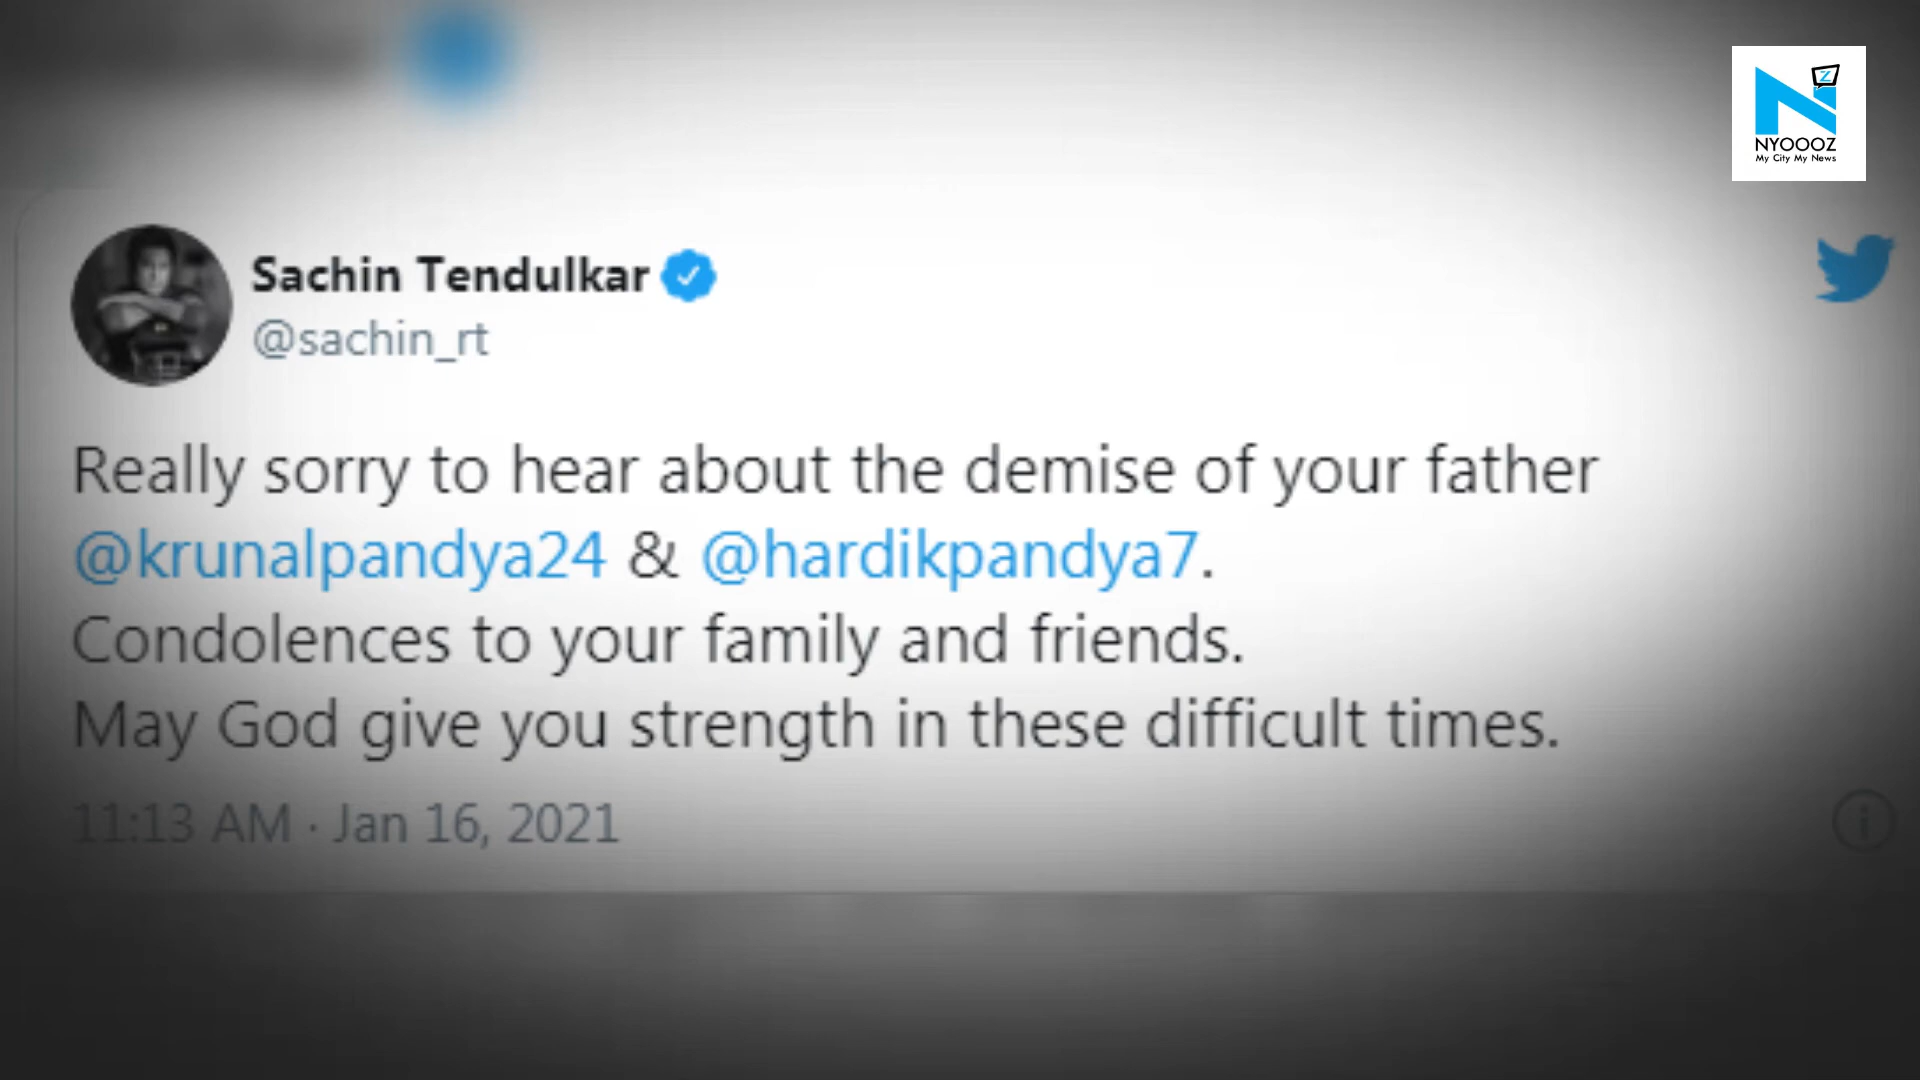 Z
NYOOOZ
My City My News
Sachin Tendulkar
@sachin_rt
Really sorry to hear about the demise of your father
@krunalpandya24 & @hardikpandya7.
Condolences to your family and friends.
May God give you strength in these difficult times.
11:13 AM · Jan 16, 2021